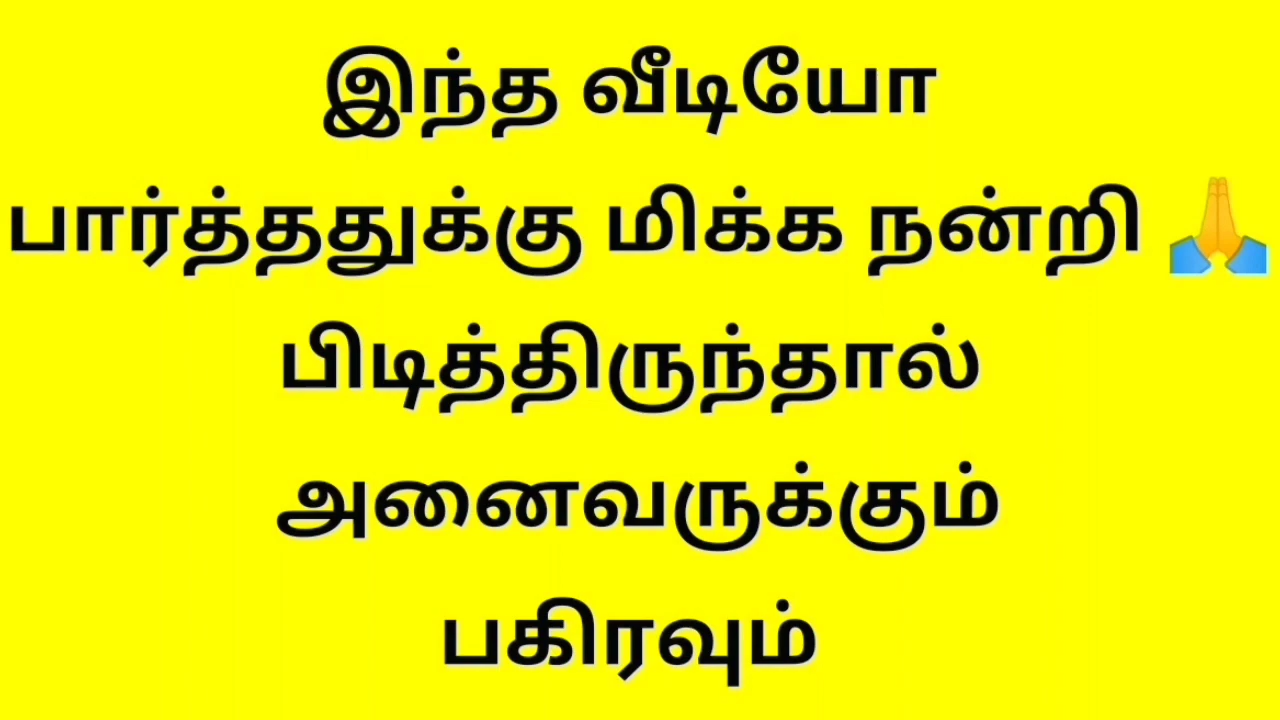 இந்த வீடியோ
பார்த்ததுக்கு மிக்க நன்றி 🙏
பிடித்திருந்தால்
அனைவருக்கும்
பகிரவும்